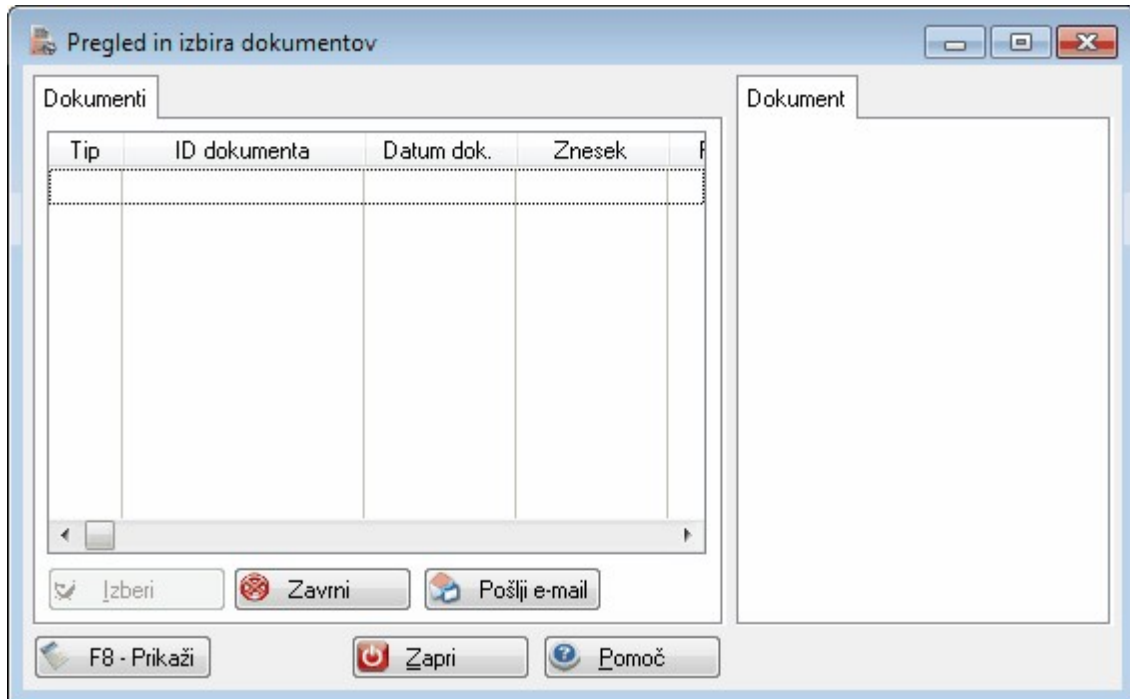 Pregled in izbira dokumentov
Dokumenti
Dokument
Tip ID dokumenta Datum dok. Znesek
Izberi Zavrni Pošlji e-mail
F8 - Prikaži Zapri Pomoč